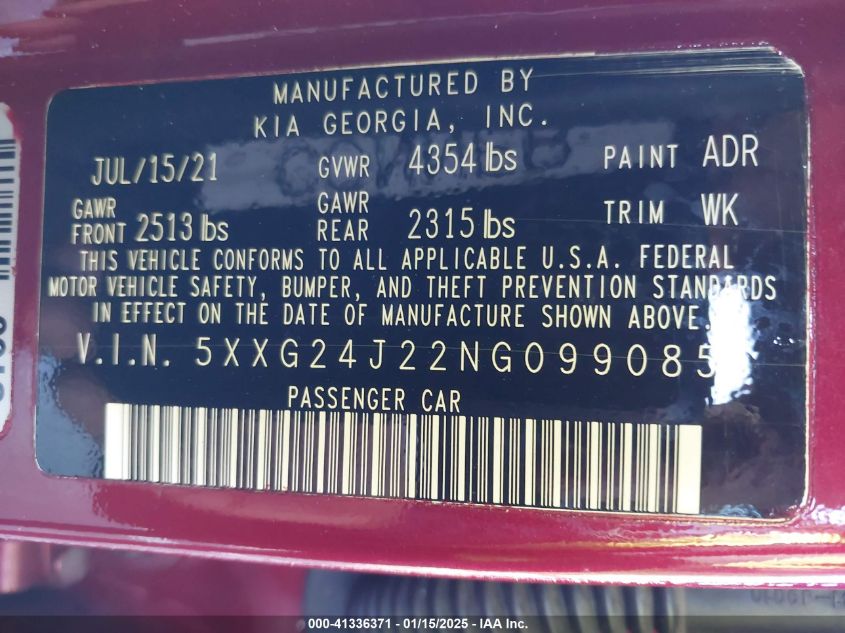 MANUFACTURED BY
KIA GEORGIA, INC.
JUL/15/21 GVWR 4354 lbs PAINT ADR
GAWR FRONT 2513 lbs GAWR REAR 2315 lbs TRIM WK
THIS VEHICLE CONFORMS TO ALL APPLICABLE U.S.A. FEDERAL
MOTOR VEHICLE SAFETY, BUMPER, AND THEFT PREVENTION STANDARDS
IN EFFECT ON THE DATE OF MANUFACTURE SHOWN ABOVE.
V.I.N. 5XXG24J22NG099085
PASSENGER CAR
000-41336371 - 01/15/2025 - IAA Holdings, LLC.